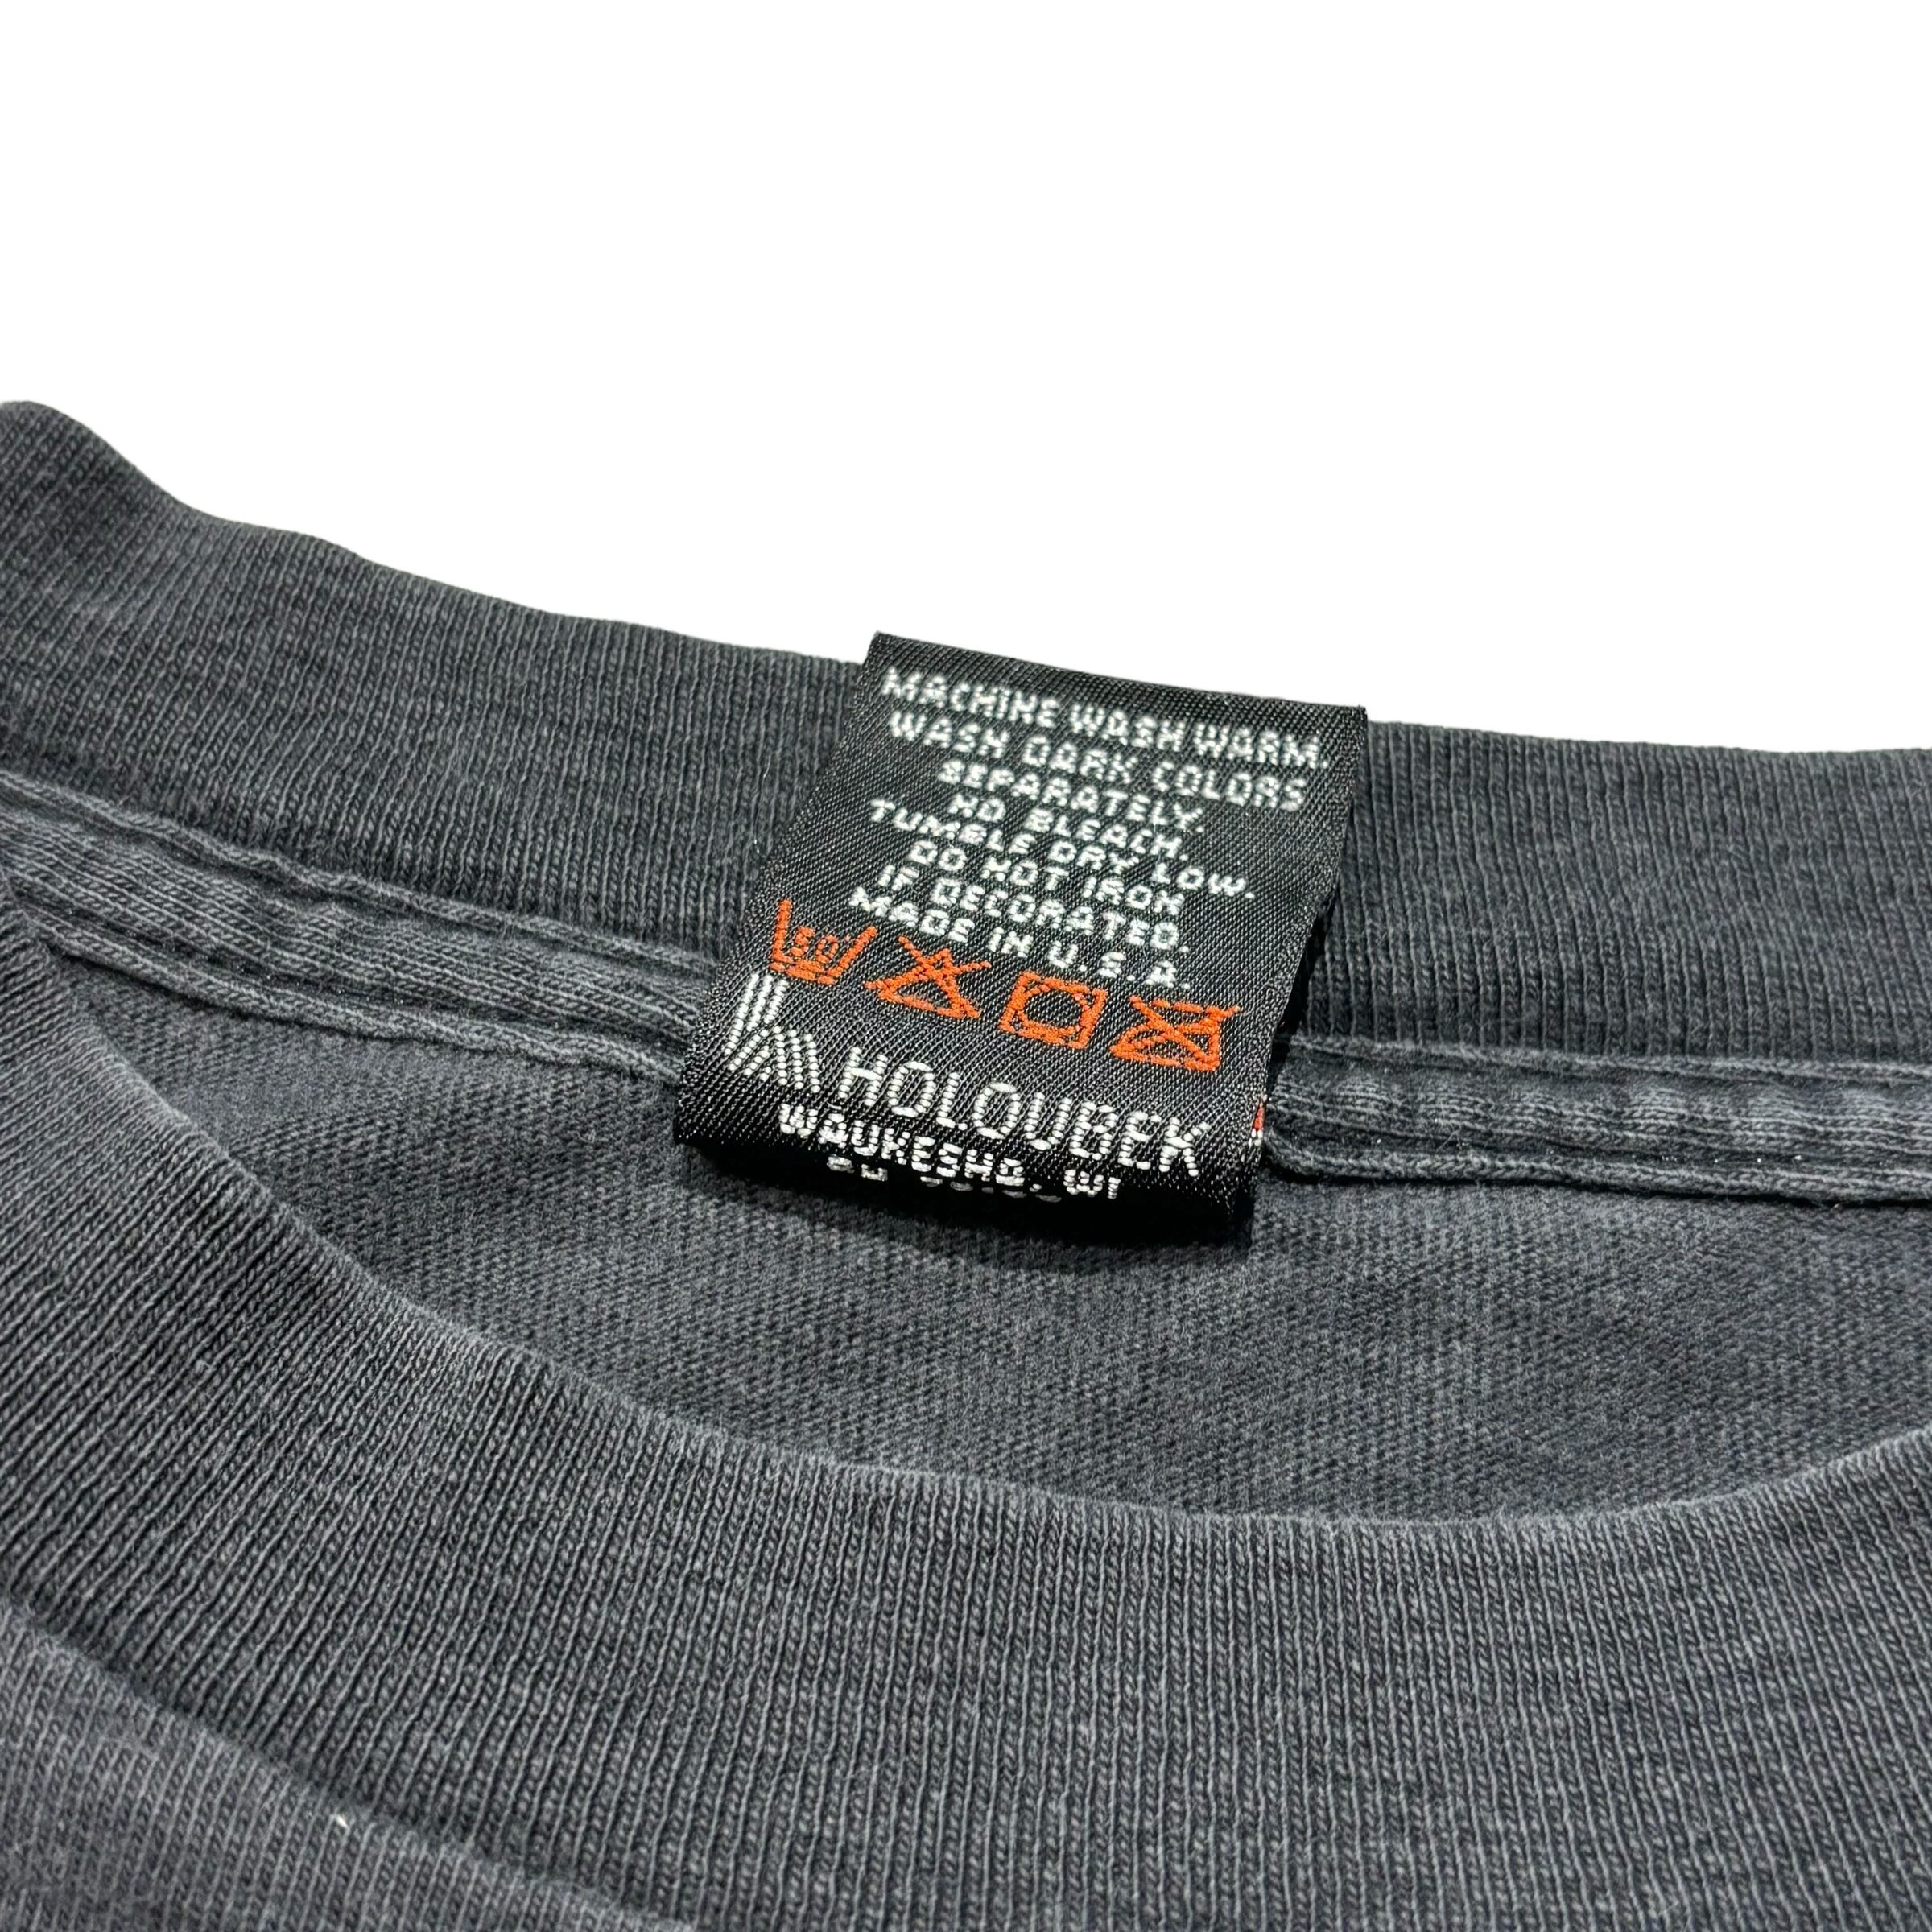 MACHINE WASH WARM.
WASH DARK COLORS
SEPARATELY.
NO BLEACH.
TUMBLE DRY LOW.
DO NOT IRON
IF DECORATED.
MADE IN U.S.A.
50°
HOLOUBEK
WAUKESHA, WI